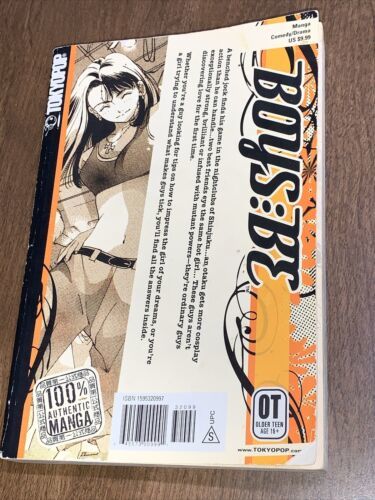 Manga
Comedy/Drama
US $9.99
TOKYOPOP
BOYS BE
A benched jock finds his game in the nightclubs of Shinjuku...an otaku gets more cosplay
action than he can handle...two best friends eye the same hot girl... These guys aren't
exceptionally strong, brilliant or infused with mutant powers—they're ordinary guys
discovering love for the first time.
Whether you're a guy looking for tips on how to impress the girl of your dreams, or you're
a girl trying to understand what makes guys tick, you'll find all the answers inside.
100%
AUTHENTIC
MANGA
ISBN 1595320997
52099
S
UPC
OT
OLDER TEEN
AGE 16+
www.TOKYOPOP.com